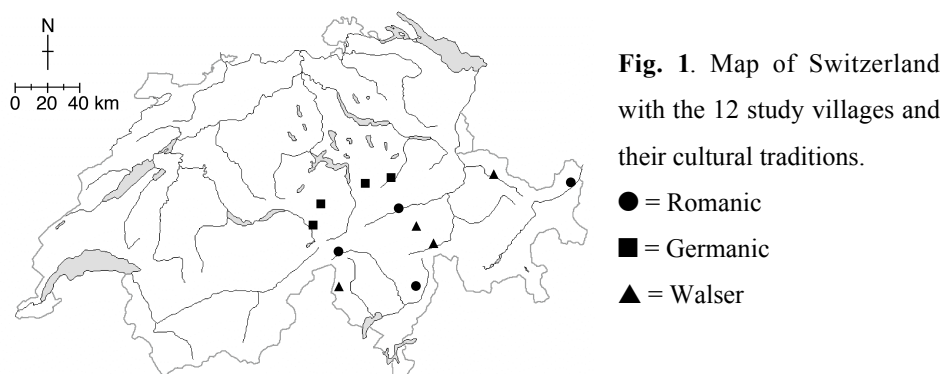 N
0 20 40 km
Fig. 1. Map of Switzerland
with the 12 study villages and
their cultural traditions.
● = Romanic
■ = Germanic
▲ = Walser